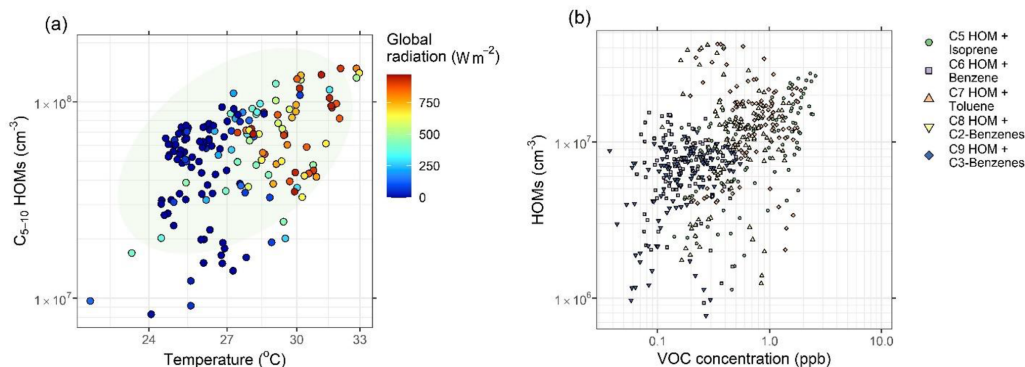 (a)
Global
radiation (W m⁻²)
750
500
250
0
1 × 10⁸
1 × 10⁷
C₅₋₁₀ HOMs (cm⁻³)
24
27
30
33
Temperature (°C)
(b)
HOMs (cm⁻³)
1 × 10⁷
1 × 10⁶
0.1
1.0
10.0
VOC concentration (ppb)
C5 HOM +
Isoprene
C6 HOM +
Benzene
C7 HOM +
Toluene
C8 HOM +
C2-Benzenes
C9 HOM +
C3-Benzenes